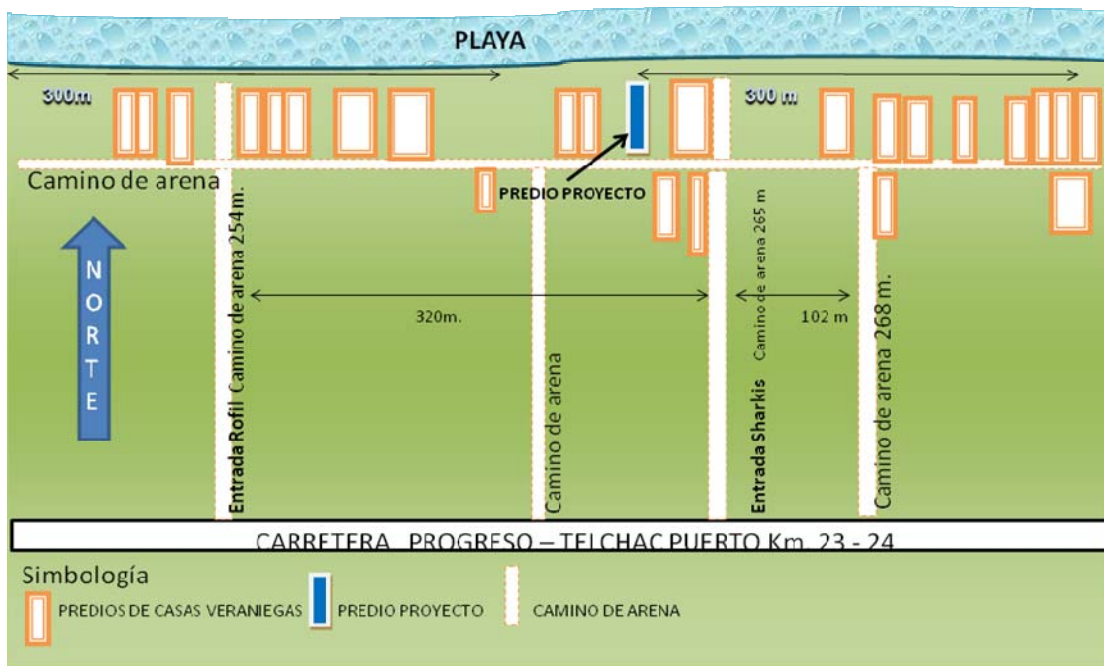 PLAYA
300m
300 m
Camino de arena
PREDIO PROYECTO
NORTE
Entrada Rofil Camino de arena 254m.
320m.
Camino de arena
Entrada Sharkis Camino de arena 265 m
102 m
Camino de arena 268 m.
CARRETERA PROGRESO – TELCHAC PUERTO Km. 23 - 24
Simbología
PREDIOS DE CASAS VERANIEGAS
PREDIO PROYECTO
CAMINO DE ARENA